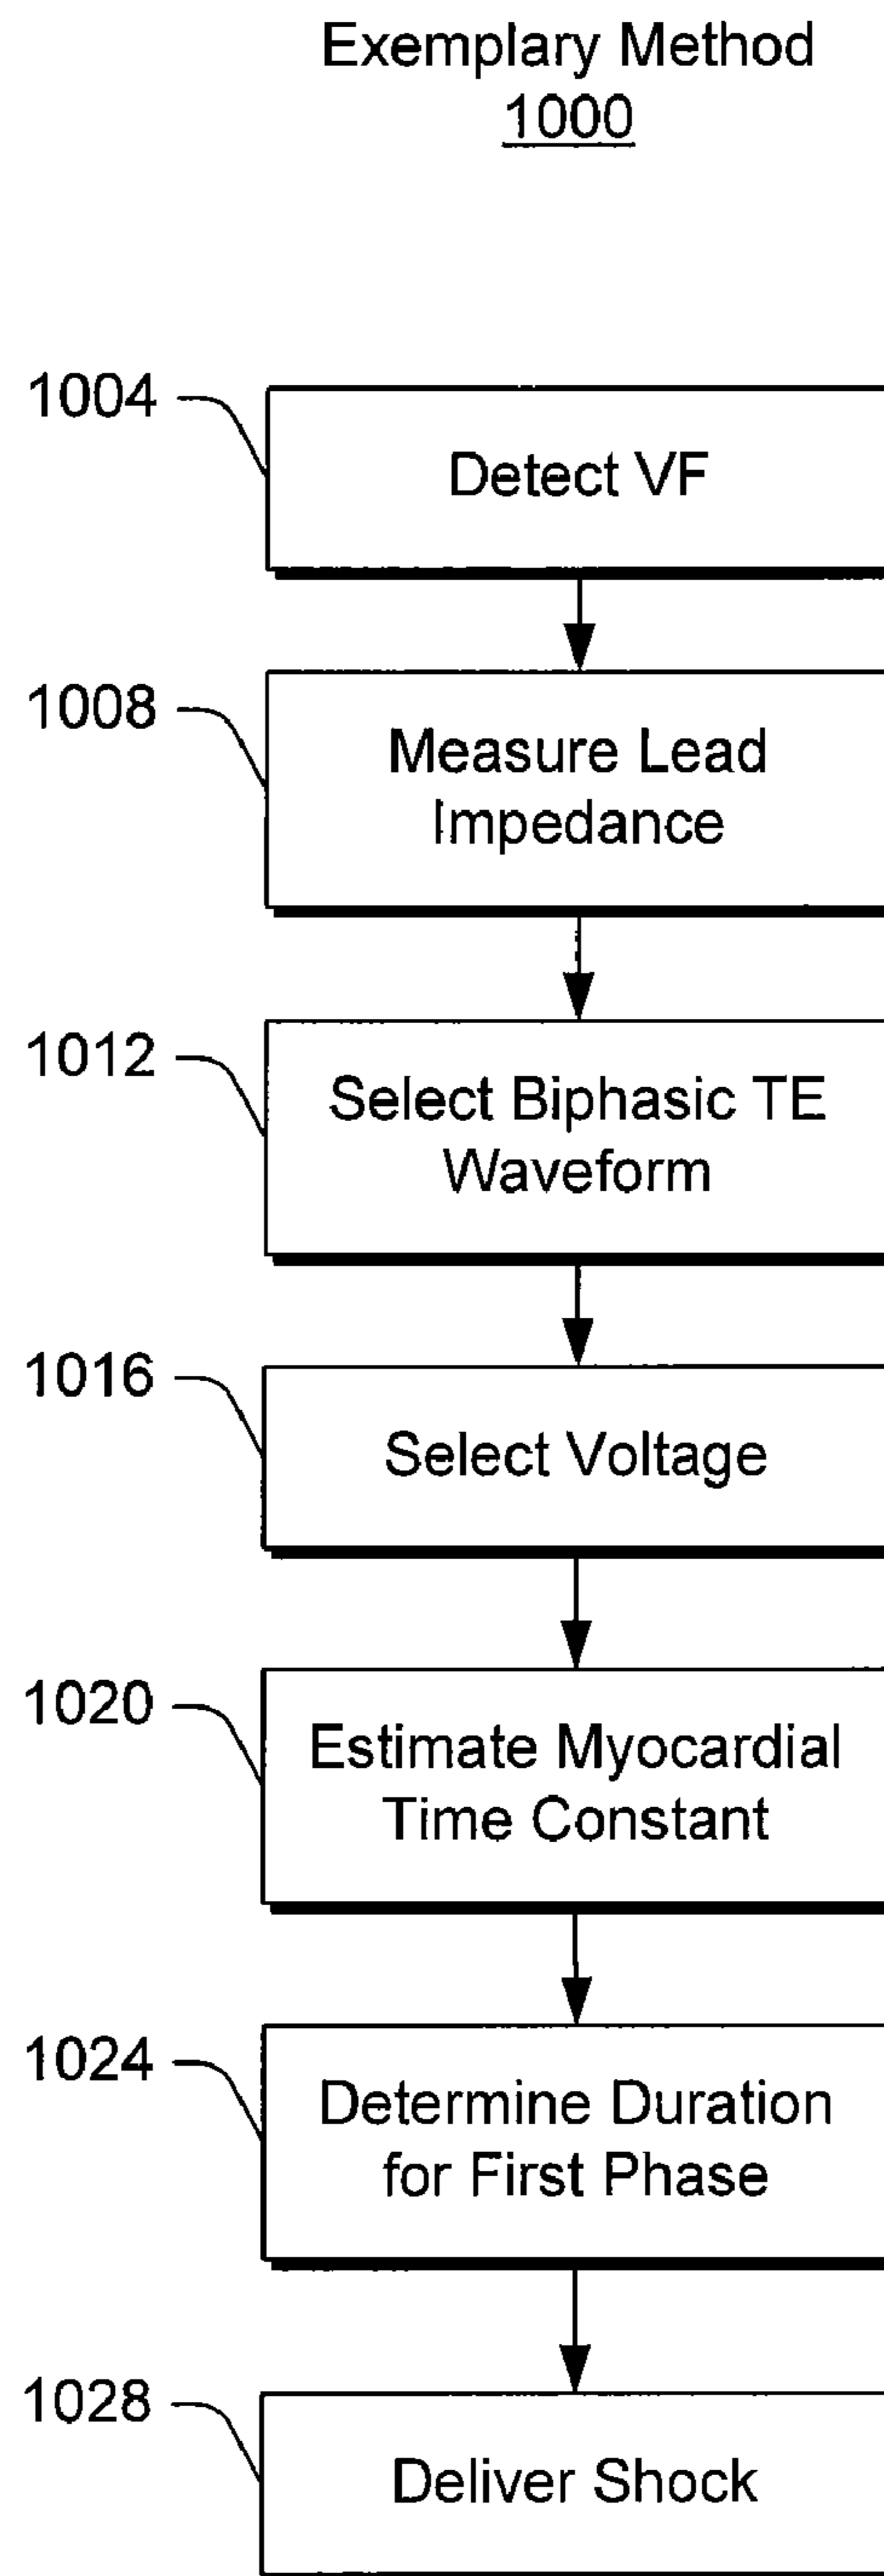 Exemplary Method
1000
1004
Detect VF
1008
Measure Lead
Impedance
1012
Select Biphasic TE
Waveform
1016
Select Voltage
1020
Estimate Myocardial
Time Constant
1024
Determine Duration
for First Phase
1028
Deliver Shock